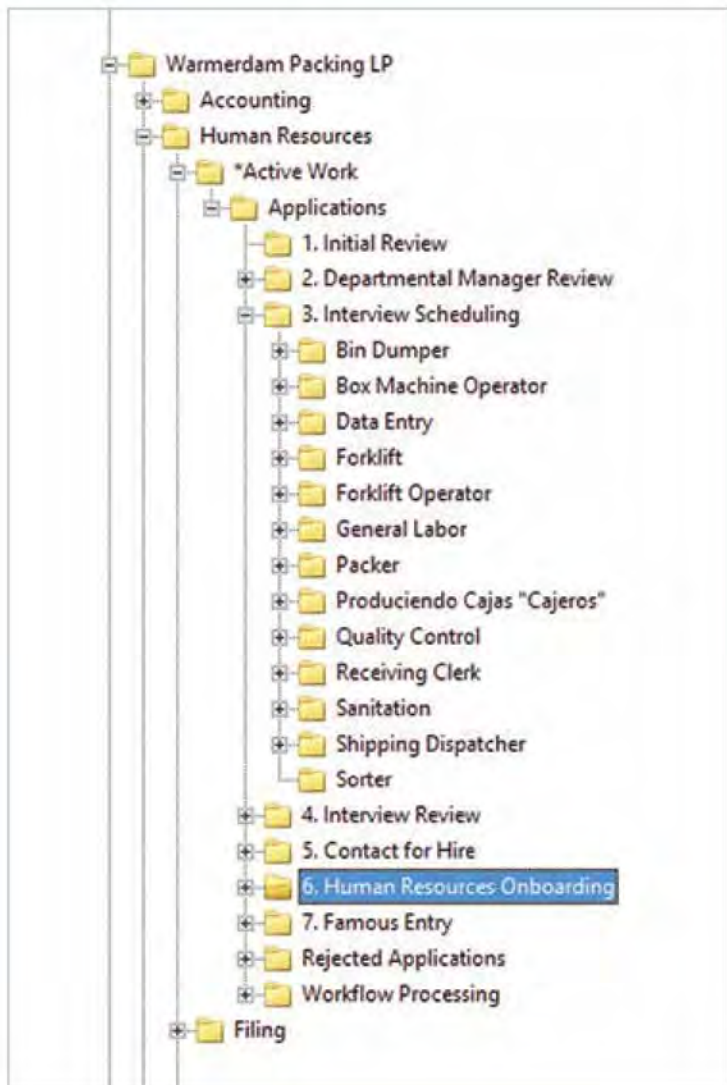 Warmerdam Packing LP
Accounting
Human Resources
*Active Work
Applications
1. Initial Review
2. Departmental Manager Review
3. Interview Scheduling
Bin Dumper
Box Machine Operator
Data Entry
Forklift
Forklift Operator
General Labor
Packer
Produciendo Cajas "Cajeros"
Quality Control
Receiving Clerk
Sanitation
Shipping Dispatcher
Sorter
4. Interview Review
5. Contact for Hire
6. Human Resources Onboarding
7. Famous Entry
Rejected Applications
Workflow Processing
Filing